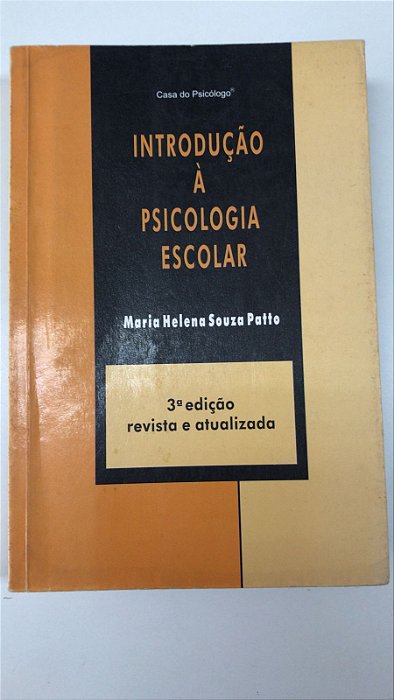 Casa do Psicólogo®
INTRODUÇÃO
À
PSICOLOGIA
ESCOLAR
Maria Helena Souza Patto
3ª edição
revista e atualizada